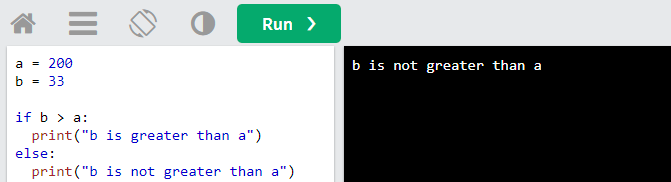 Run ❯
a = 200
b = 33

if b > a:
  print("b is greater than a")
else:
  print("b is not greater than a")
b is not greater than a